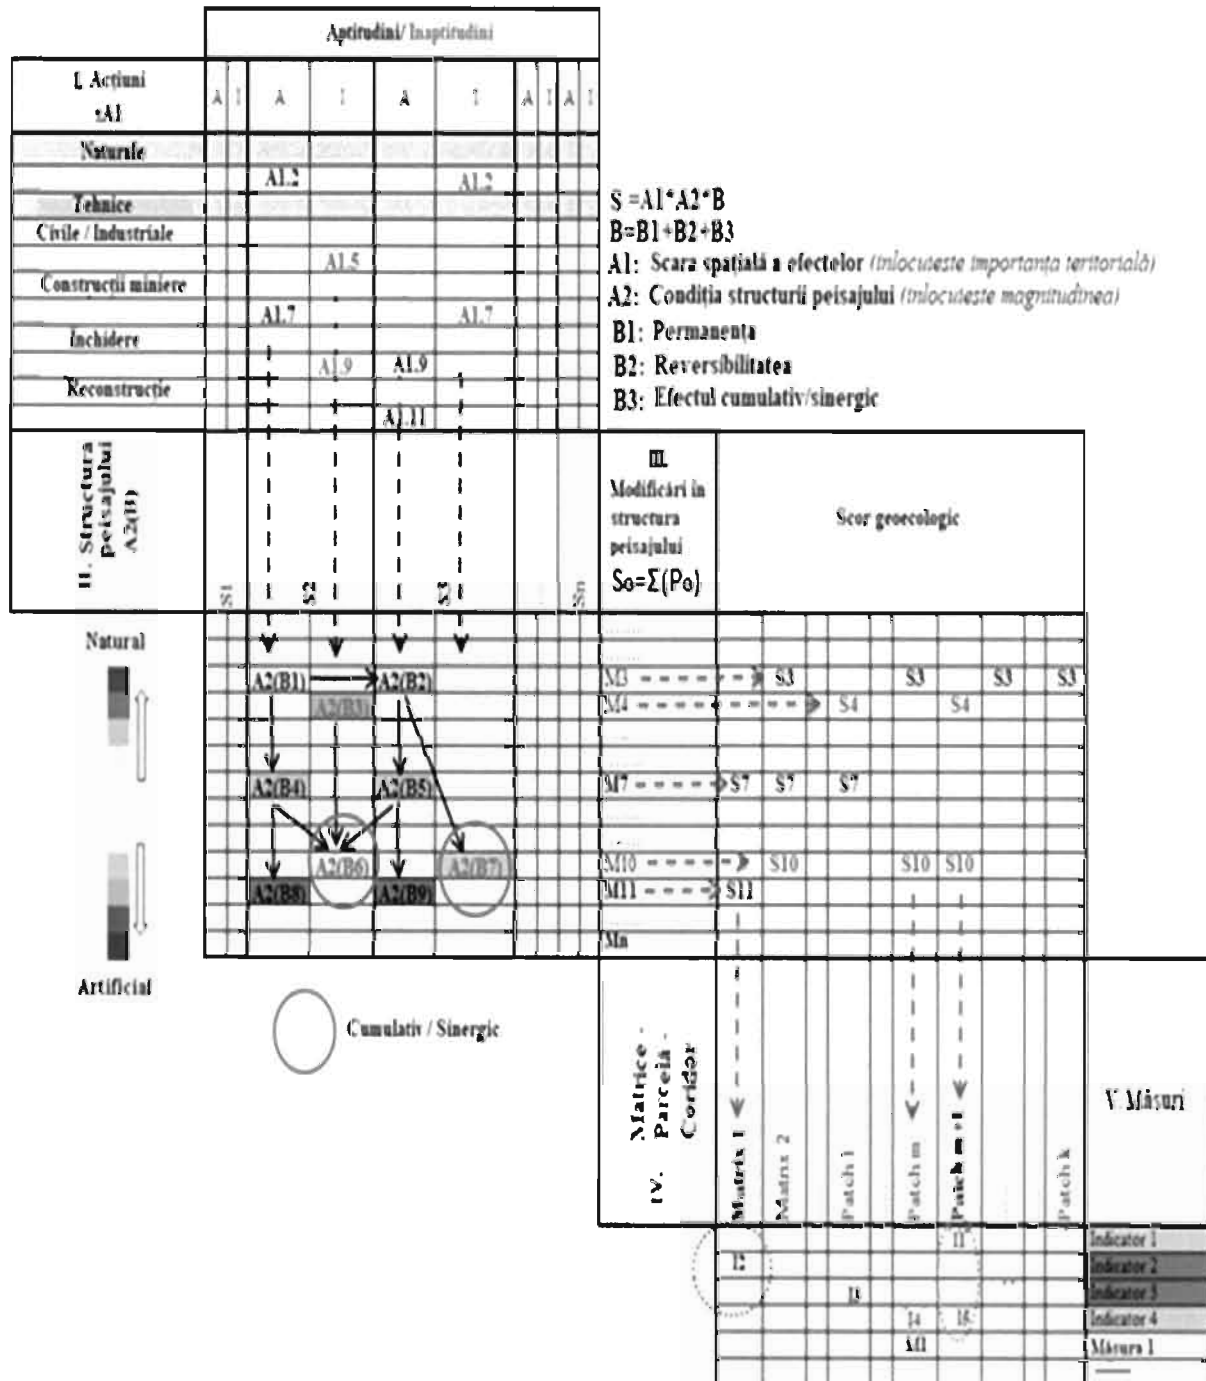 Aptitudini/ Inaptitudini
I. Acțiuni
A1
A I A I A I A I A I
Naturale
A1.2 A1.2
Tehnice
Civile / Industriale
A1.5
Construcții miniere
A1.7 A1.7
Închidere
A1.9 A1.9
Reconstrucție
A1.11
S =A1*A2*B
B=B1+B2+B3
A1: Scara spațială a efectelor (înlocuiește importanța teritorială)
A2: Condiția structurii peisajului (înlocuiește magnitudinea)
B1: Permanența
B2: Reversibilitatea
B3: Efectul cumulativ/sinergic
II. Structura
peisajului
A2(B)
S1 S2 S3 Sn
III.
Modificări în
structura
peisajului
So=Σ(Po)
Scor geoecologic
Natural
A2(B1) A2(B2)
A2(B3)
A2(B4) A2(B5)
A2(B6) A2(B7)
A2(B8) A2(B9)
Artificial
M3 S3 S3 S3 S3
M4 S4 S4
M7 S7 S7 S7
M10 S10 S10 S10
M11 S11
Mn
Cumulativ / Sinergic
IV. Matrice -
Parcelă -
Coridor
Matrix 1
Matrix 2
Patch 1
Patch m
Patch m+1
Patch k
V. Măsuri
I1 Indicator 1
I2 Indicator 2
I3 Indicator 3
I4 I5 Indicator 4
M1 Măsura 1